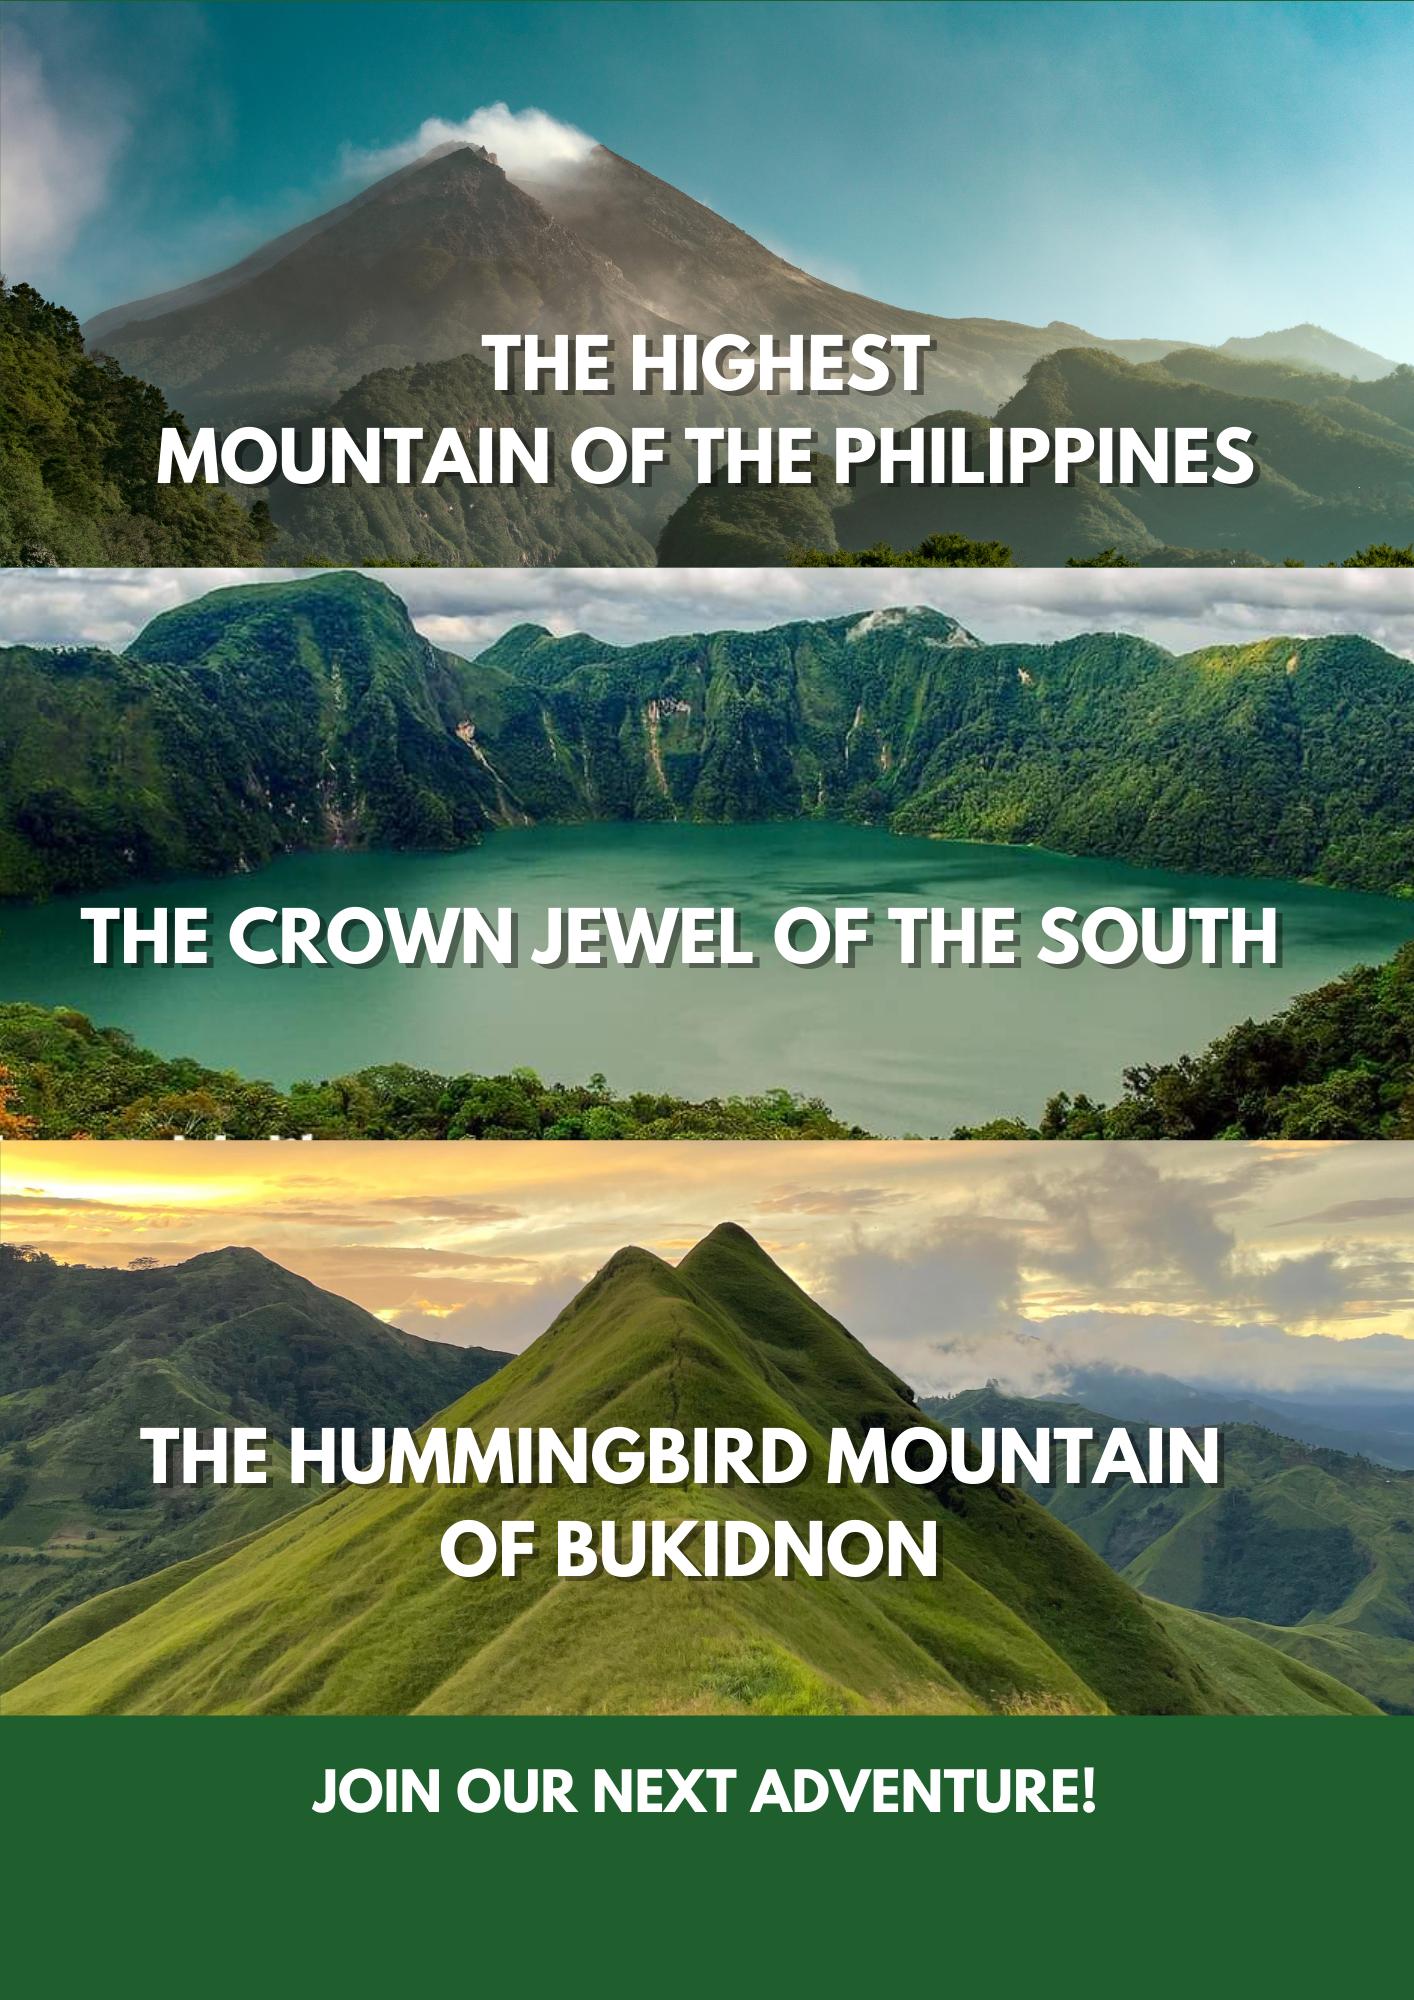 THE HIGHEST
MOUNTAIN OF THE PHILIPPINES
THE CROWN JEWEL OF THE SOUTH
THE HUMMINGBIRD MOUNTAIN
OF BUKIDNON
JOIN OUR NEXT ADVENTURE!